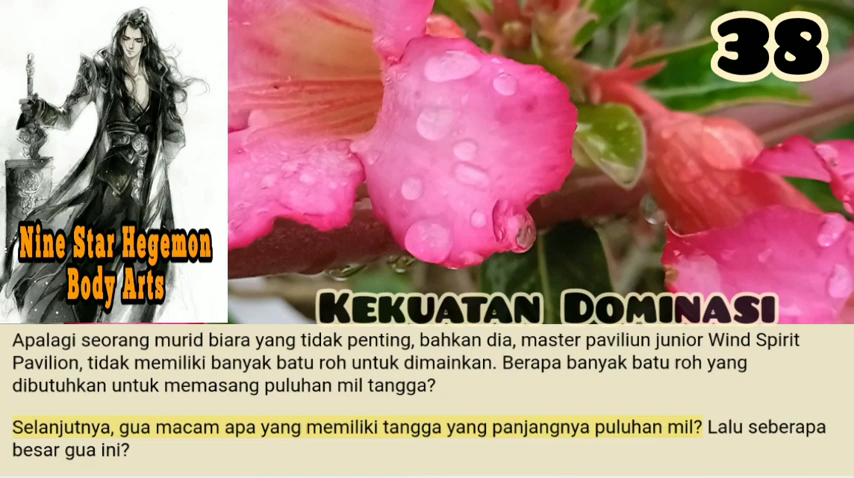 38
Nine Star Hegemon
Body Arts
Kekuatan Dominasi
Apalagi seorang murid biara yang tidak penting, bahkan dia, master paviliun junior Wind Spirit
Pavilion, tidak memiliki banyak batu roh untuk dimainkan. Berapa banyak batu roh yang
dibutuhkan untuk memasang puluhan mil tangga?
Selanjutnya, gua macam apa yang memiliki tangga yang panjangnya puluhan mil? Lalu seberapa
besar gua ini?